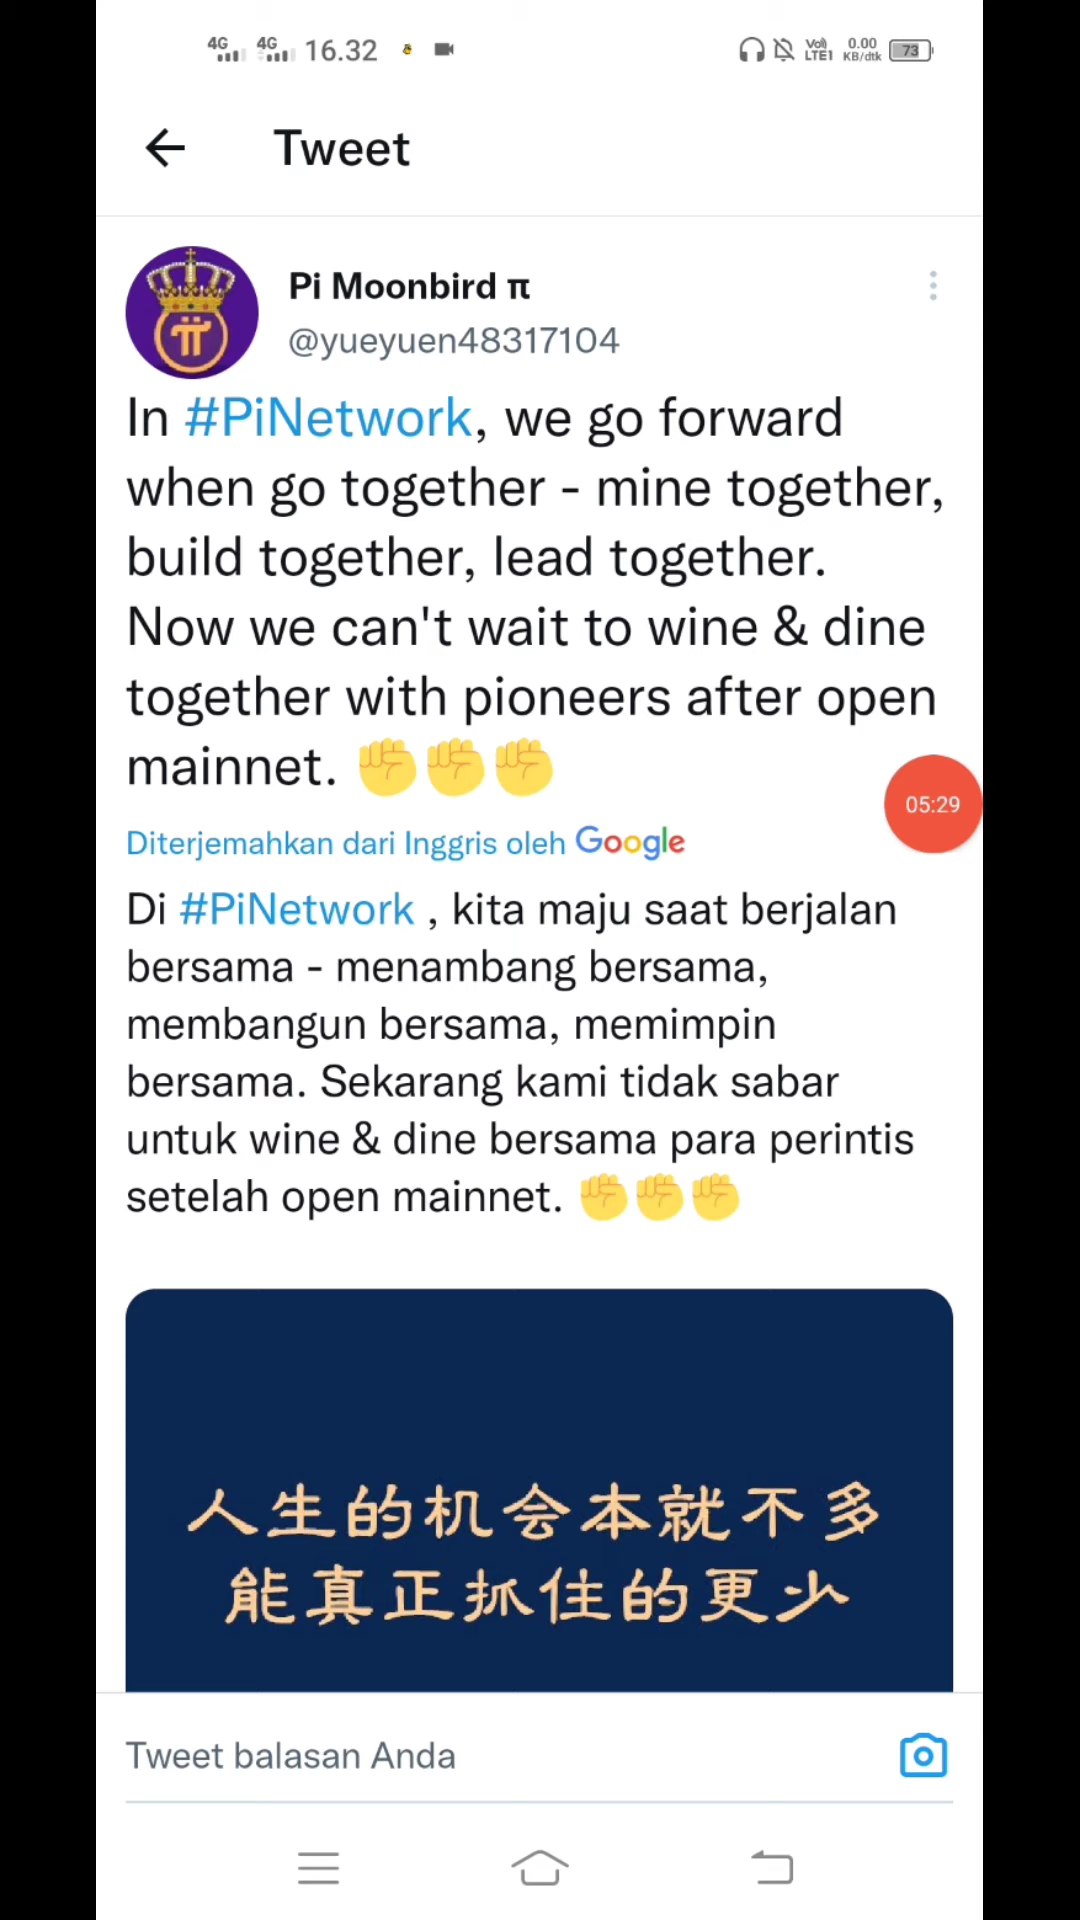 4G 4G 16.32 Vo) LTE1 0.00 KB/dtk 73
Tweet
Pi Moonbird π
@yueyuen48317104
In #PiNetwork, we go forward
when go together - mine together,
build together, lead together.
Now we can't wait to wine & dine
together with pioneers after open
mainnet. ✊✊✊
05:29
Diterjemahkan dari Inggris oleh Google
Di #PiNetwork , kita maju saat berjalan
bersama - menambang bersama,
membangun bersama, memimpin
bersama. Sekarang kami tidak sabar
untuk wine & dine bersama para perintis
setelah open mainnet. ✊✊✊
人生的机会本就不多
能真正抓住的更少
Tweet balasan Anda